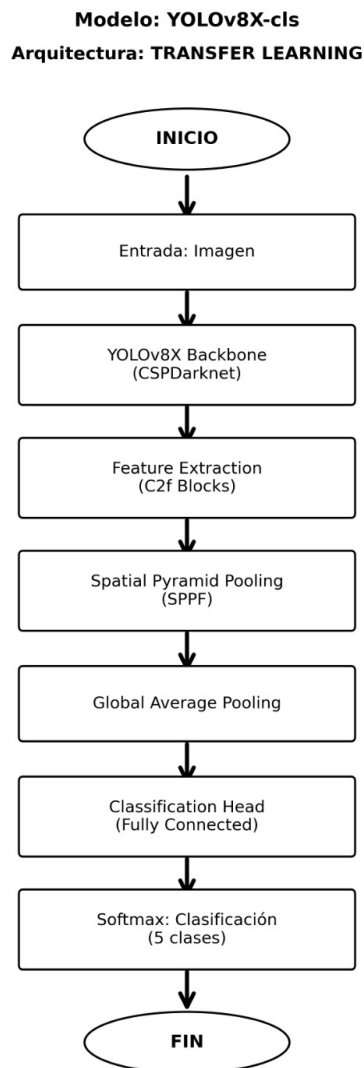 Modelo: YOLOv8X-cls
Arquitectura: TRANSFER LEARNING
INICIO
Entrada: Imagen
YOLOv8X Backbone
(CSPDarknet)
Feature Extraction
(C2f Blocks)
Spatial Pyramid Pooling
(SPPF)
Global Average Pooling
Classification Head
(Fully Connected)
Softmax: Clasificación
(5 clases)
FIN